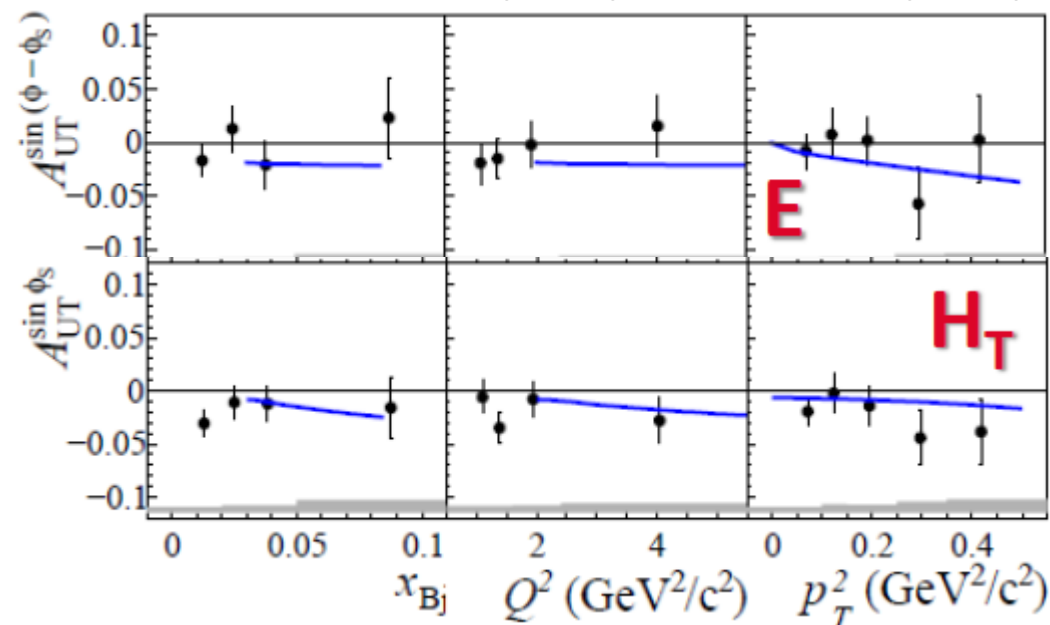 A_UT^sin (ϕ − ϕ_S)
0.1
0.05
0
−0.05
−0.1
E
A_UT^sin ϕ_S
0.1
0.05
0
−0.05
−0.1
H_T
0 0.05 0.1 2 4 0 0.2 0.4
x_Bj Q² (GeV²/c²) p_T² (GeV²/c²)